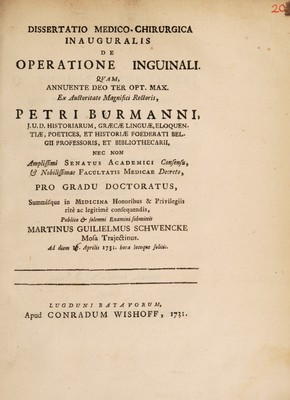 20
DISSERTATIO MEDICO-CHIRURGICA
INAUGURALIS
DE
OPERATIONE INGUINALI.
QUAM,
ANNUENTE DEO TER OPT. MAX.
Ex Auctoritate Magnifici Rectoris,
PETRI BURMANNI,
J. U. D. HISTORIARUM, GRÆCÆ LINGUÆ, ELOQUEN-
TIÆ, POETICES, ET HISTORIÆ FOEDERATI BEL-
GII PROFESSORIS, ET BIBLIOTHECARII,
NEC NON
Amplissimi SENATUS ACADEMICI Consensu,
& Nobilissimæ FACULTATIS MEDICÆ Decreto,
PRO GRADU DOCTORATUS,
Summisque in MEDICINA Honoribus & Privilegiis
ritè ac legitimè consequendis,
Publico & solemni Examini submittit
MARTINUS GUILIELMUS SCHWENCKE
Mosa Trajectinus.
Ad diem Aprilis 1731. hora locoque solitis.
LUGDUNI BATAVORUM,
Apud CONRADUM WISHOFF, 1731.